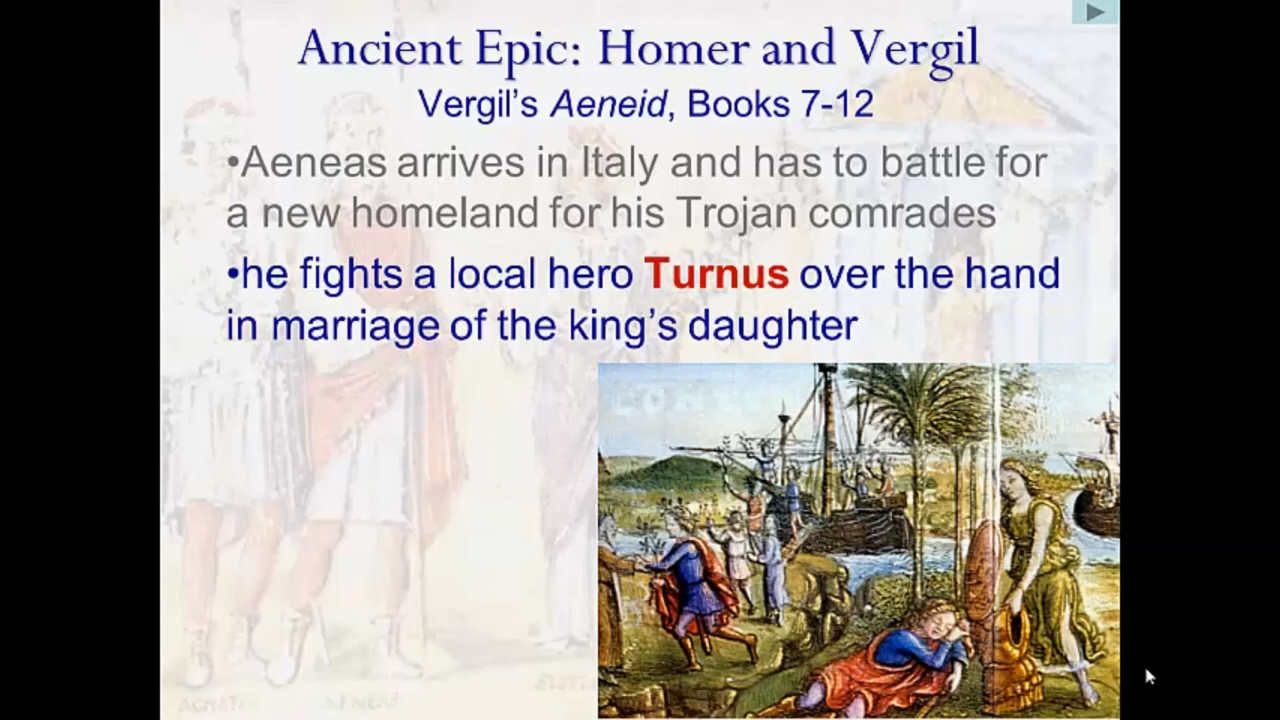 Ancient Epic: Homer and Vergil
Vergil's Aeneid, Books 7-12
•Aeneas arrives in Italy and has to battle for
a new homeland for his Trojan comrades
•he fights a local hero Turnus over the hand
in marriage of the king's daughter